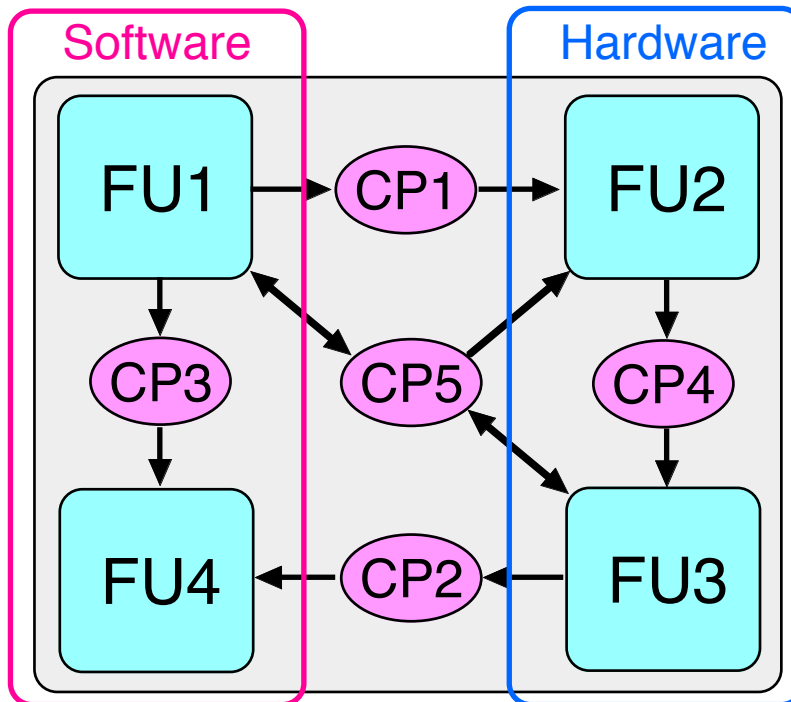 Software
Hardware
FU1
CP1
FU2
CP3
CP5
CP4
FU4
CP2
FU3